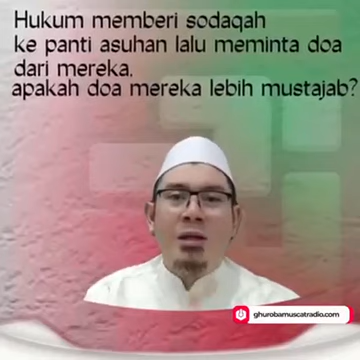 Hukum memberi sodaqah
ke panti asuhan lalu meminta doa
dari mereka.
apakah doa mereka lebih mustajab?
ghurobamuscatradio.com